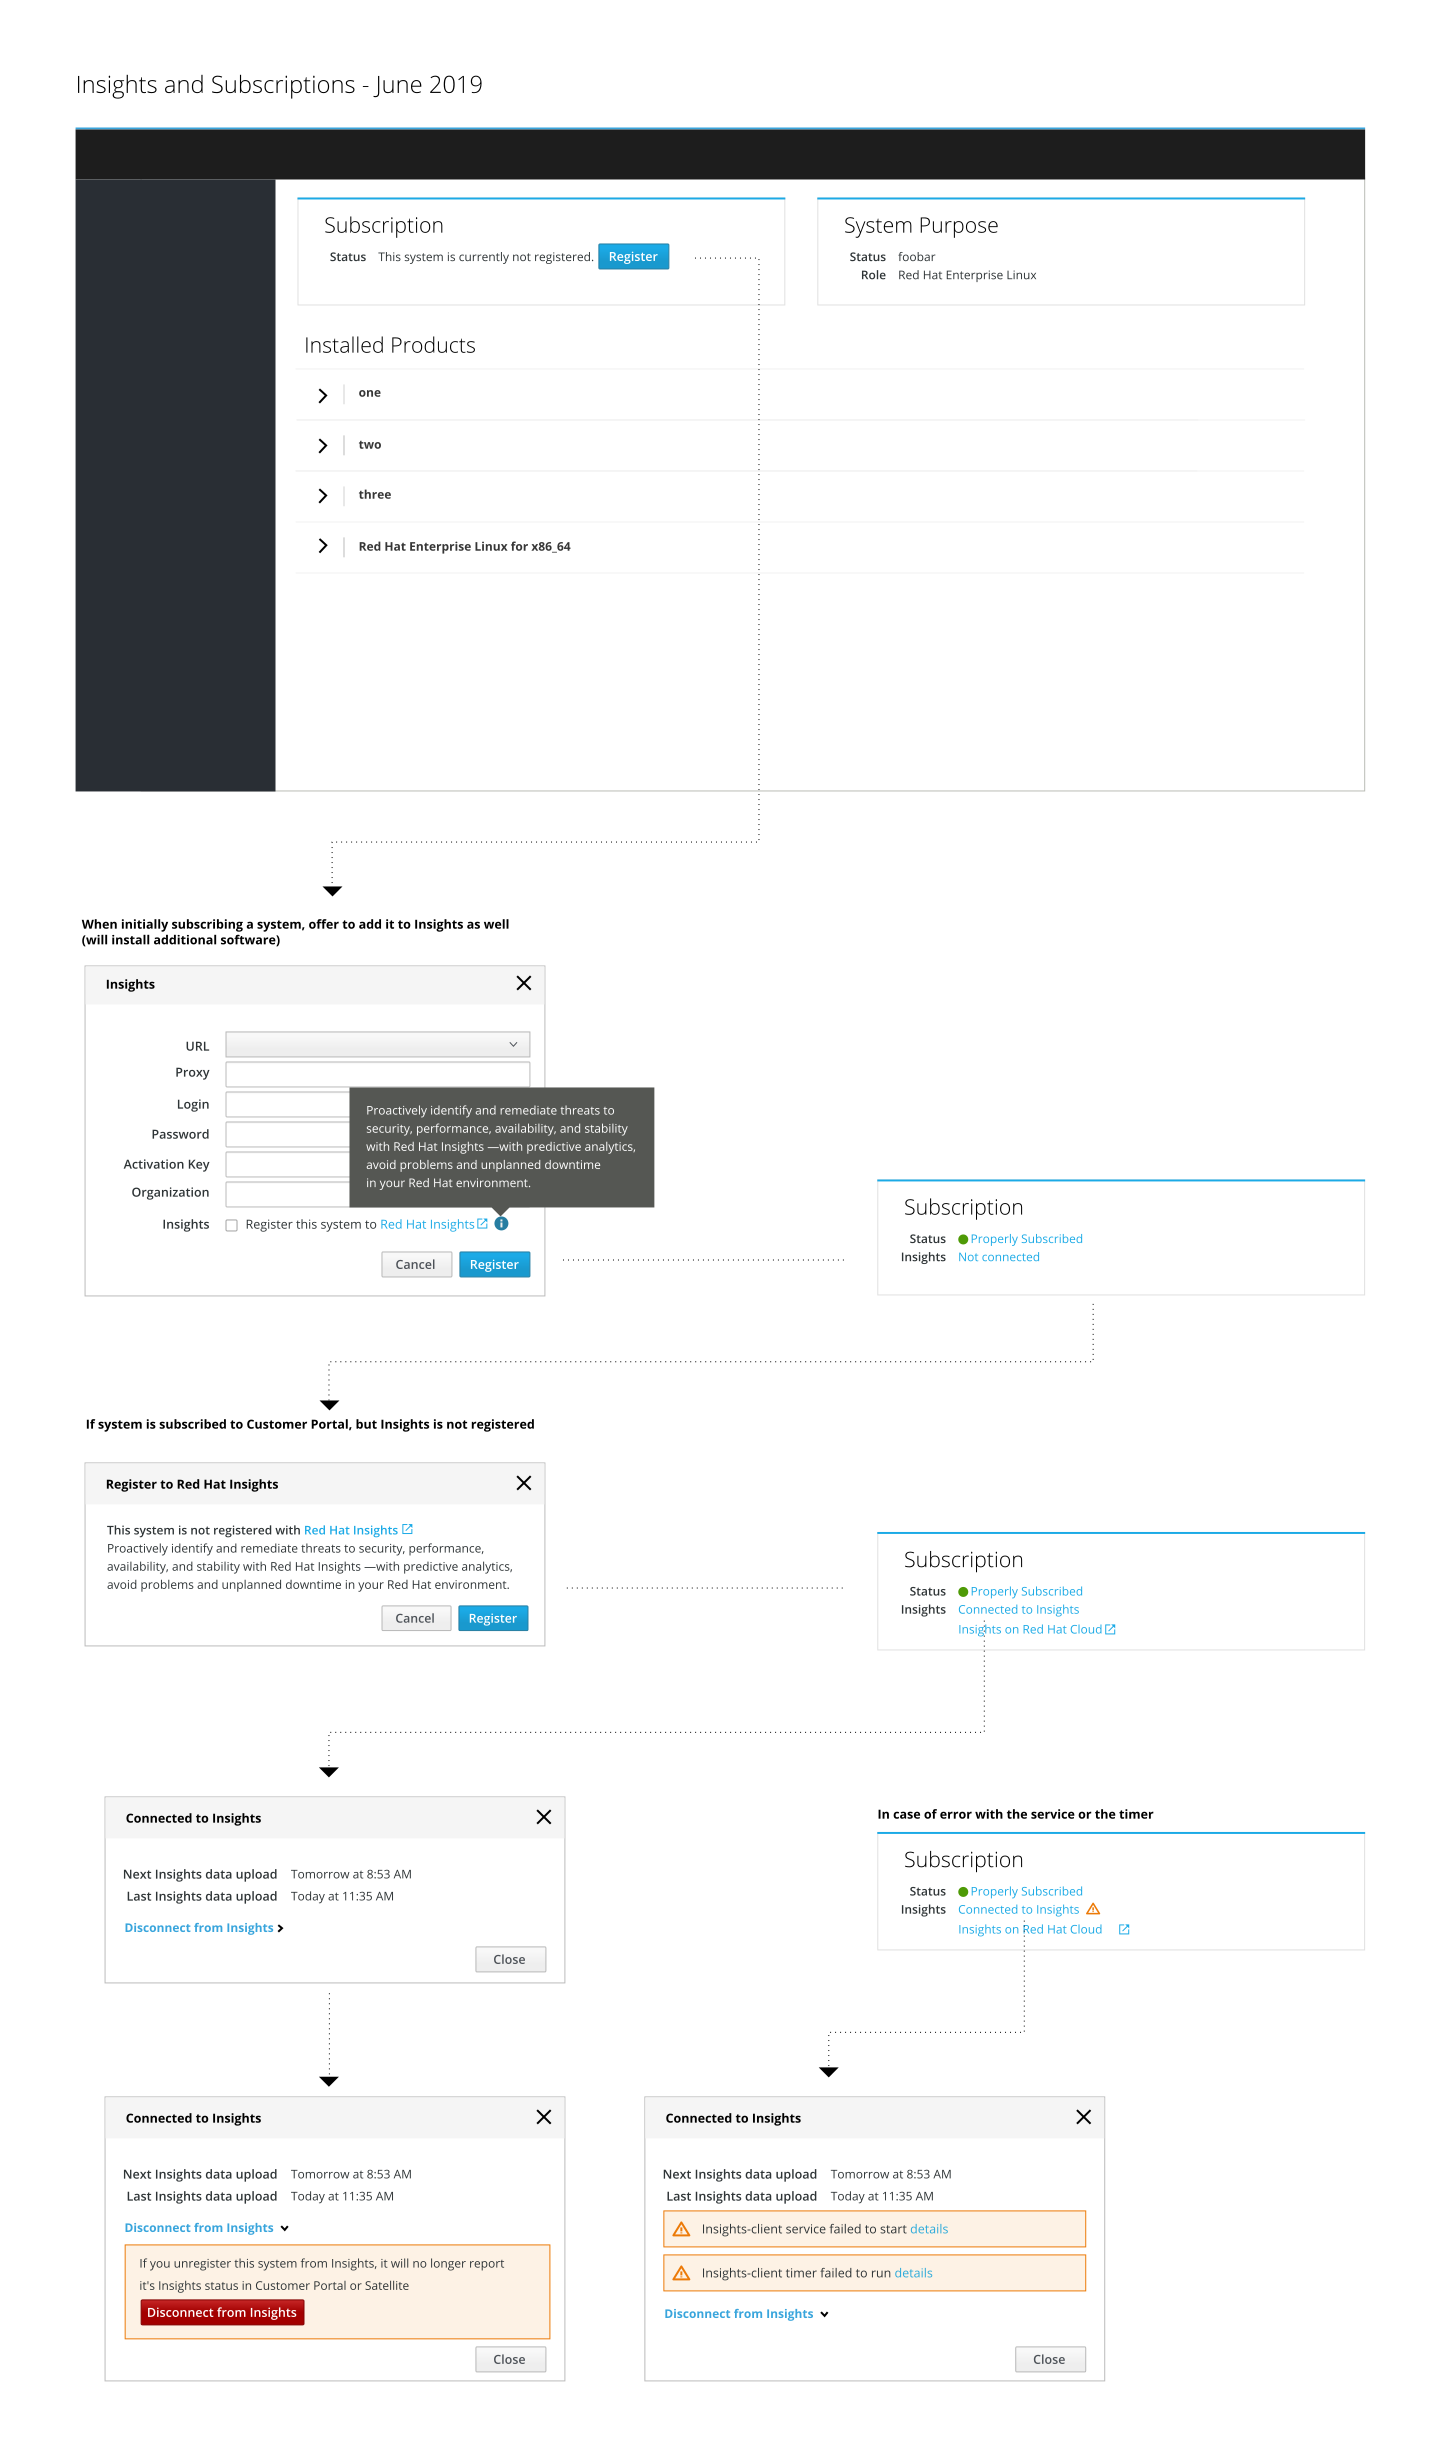 Insights and Subscriptions - June 2019
Subscription
Status This system is currently not registered. Register
System Purpose
Status foobar
Role Red Hat Enterprise Linux
Installed Products
one
two
three
Red Hat Enterprise Linux for x86_64
When initially subscribing a system, offer to add it to Insights as well
(will install additional software)
Insights
URL
Proxy
Login
Password
Activation Key
Organization
Proactively identify and remediate threats to
security, performance, availability, and stability
with Red Hat Insights —with predictive analytics,
avoid problems and unplanned downtime
in your Red Hat environment.
Insights Register this system to Red Hat Insights
Cancel Register
Subscription
Status Properly Subscribed
Insights Not connected
If system is subscribed to Customer Portal, but Insights is not registered
Register to Red Hat Insights
This system is not registered with Red Hat Insights
Proactively identify and remediate threats to security, performance,
availability, and stability with Red Hat Insights —with predictive analytics,
avoid problems and unplanned downtime in your Red Hat environment.
Cancel Register
Subscription
Status Properly Subscribed
Insights Connected to Insights
Insights on Red Hat Cloud
Connected to Insights
Next Insights data upload Tomorrow at 8:53 AM
Last Insights data upload Today at 11:35 AM
Disconnect from Insights
Close
In case of error with the service or the timer
Subscription
Status Properly Subscribed
Insights Connected to Insights
Insights on Red Hat Cloud
Connected to Insights
Next Insights data upload Tomorrow at 8:53 AM
Last Insights data upload Today at 11:35 AM
Disconnect from Insights
If you unregister this system from Insights, it will no longer report
it's Insights status in Customer Portal or Satellite
Disconnect from Insights
Close
Connected to Insights
Next Insights data upload Tomorrow at 8:53 AM
Last Insights data upload Today at 11:35 AM
Insights-client service failed to start details
Insights-client timer failed to run details
Disconnect from Insights
Close